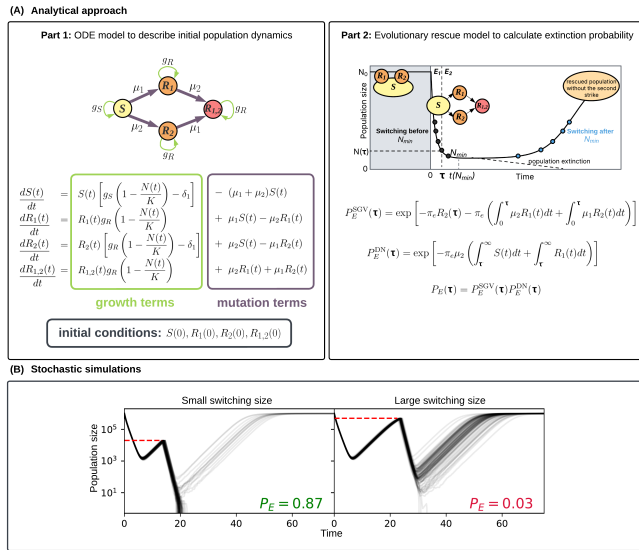 (A) Analytical approach
Part 1: ODE model to describe initial population dynamics
g_R
R_1
μ_1 μ_2
g_S S R_{1,2} g_R
μ_2 μ_1
R_2
g_R
dS(t)/dt = S(t) [g_S (1 − N(t)/K) − δ_1] − (μ_1 + μ_2)S(t)
dR_1(t)/dt = R_1(t)g_R (1 − N(t)/K) + μ_1S(t) − μ_2R_1(t)
dR_2(t)/dt = R_2(t) [g_R (1 − N(t)/K) − δ_1] + μ_2S(t) − μ_1R_2(t)
dR_{1,2}(t)/dt = R_{1,2}(t)g_R (1 − N(t)/K) + μ_2R_1(t) + μ_1R_2(t)
growth terms mutation terms
initial conditions: S(0), R_1(0), R_2(0), R_{1,2}(0)
Part 2: Evolutionary rescue model to calculate extinction probability
Population size
N_0
N(τ)
0
R_1 R_2
S
E_1 E_2
S R_1 R_2 R_{1,2}
rescued population
without the second
strike
Switching before
N_min
N_min
Switching after
N_min
population extinction
0 τ t(N_min) Time
P_E^{SGV}(τ) = exp [−π_e R_2(τ) − π_e (∫_0^τ μ_2R_1(t)dt + ∫_0^τ μ_1R_2(t)dt)]
P_E^{DN}(τ) = exp [−π_e μ_2 (∫_τ^∞ S(t)dt + ∫_τ^∞ R_1(t)dt)]
P_E(τ) = P_E^{SGV}(τ)P_E^{DN}(τ)
(B) Stochastic simulations
Small switching size
Large switching size
Population size
10^5
10^3
10^1
P_E = 0.87
P_E = 0.03
0 20 40 60 0 20 40 60
Time